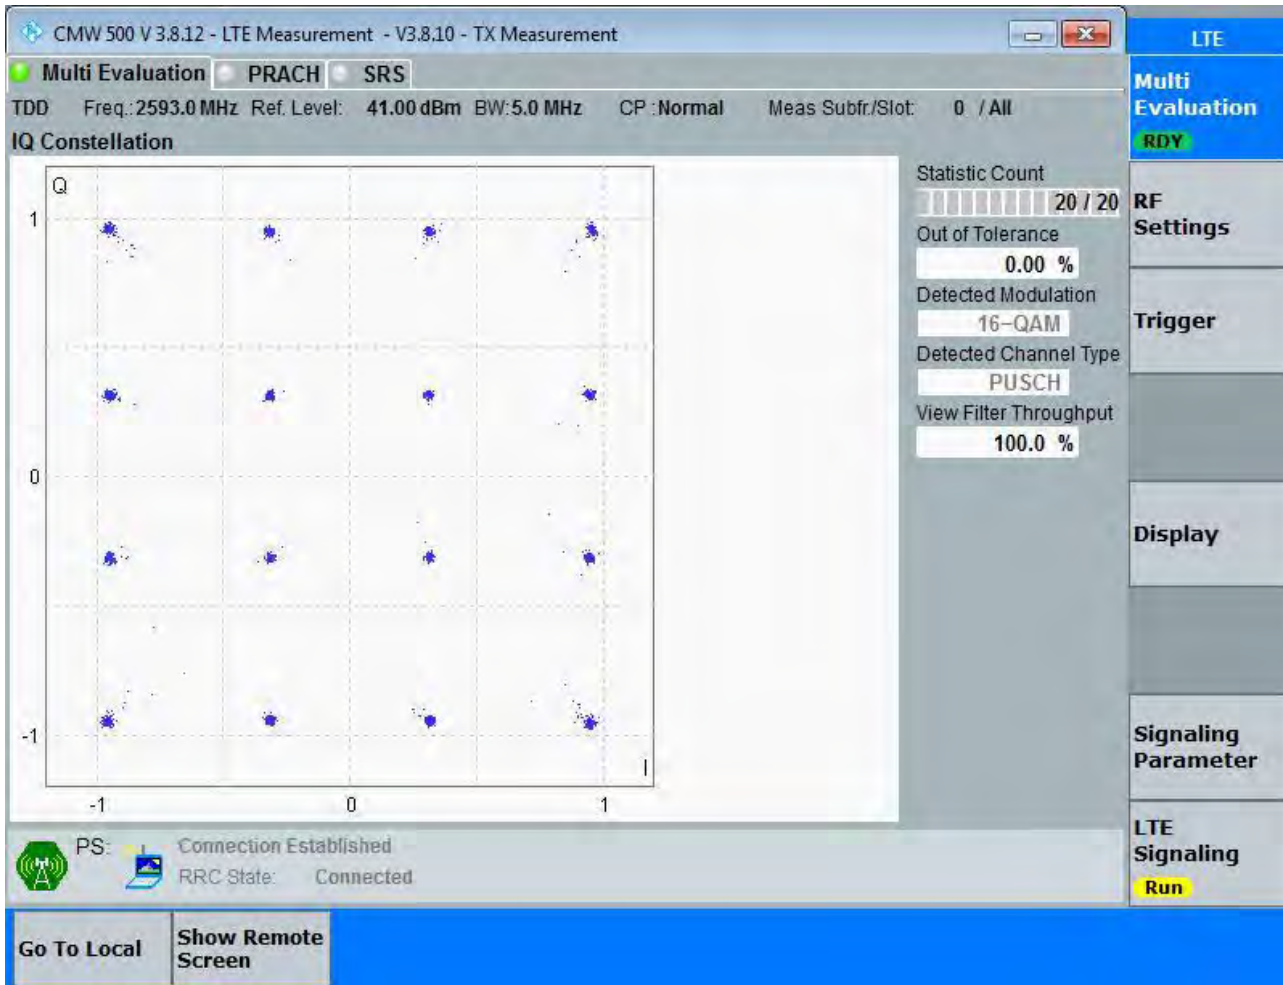 CMW 500 V 3.8.12 - LTE Measurement - V3.8.10 - TX Measurement
LTE
Multi Evaluation PRACH SRS
TDD Freq.: 2593.0 MHz Ref. Level: 41.00 dBm BW: 5.0 MHz CP : Normal Meas Subfr./Slot: 0 / All
IQ Constellation
Q
1
0
-1
-1 0 1
I
Statistic Count
20 / 20
Out of Tolerance
0.00 %
Detected Modulation
16-QAM
Detected Channel Type
PUSCH
View Filter Throughput
100.0 %
Multi
Evaluation
RDY
RF
Settings
Trigger
Display
Signaling
Parameter
LTE
Signaling
Run
PS: Connection Established
RRC State: Connected
Go To Local
Show Remote
Screen